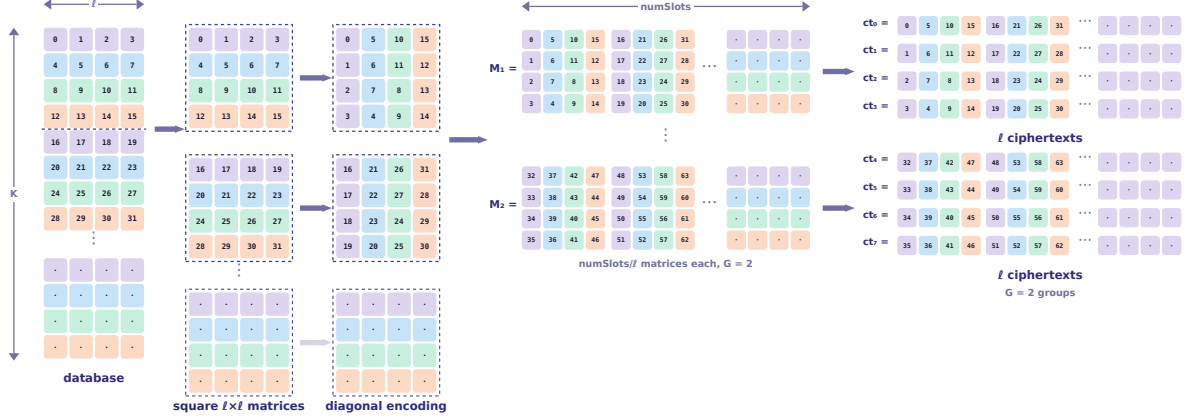 ℓ
K
0 1 2 3
4 5 6 7
8 9 10 11
12 13 14 15
16 17 18 19
20 21 22 23
24 25 26 27
28 29 30 31
⋮
· · · ·
· · · ·
· · · ·
· · · ·
database
0 1 2 3
4 5 6 7
8 9 10 11
12 13 14 15
16 17 18 19
20 21 22 23
24 25 26 27
28 29 30 31
⋮
· · · ·
· · · ·
· · · ·
· · · ·
square ℓ×ℓ matrices
0 5 10 15
1 6 11 12
2 7 8 13
3 4 9 14
16 21 26 31
17 22 27 28
18 23 24 29
19 20 25 30
· · · ·
· · · ·
· · · ·
· · · ·
diagonal encoding
numSlots
M₁ =
0 5 10 15 16 21 26 31 · · · ·
1 6 11 12 17 22 27 28 ⋯ · · · ·
2 7 8 13 18 23 24 29 · · · ·
3 4 9 14 19 20 25 30 · · · ·
⋮
M₂ =
32 37 42 47 48 53 58 63 · · · ·
33 38 43 44 49 54 59 60 ⋯ · · · ·
34 39 40 45 50 55 56 61 · · · ·
35 36 41 46 51 52 57 62 · · · ·
numSlots/ℓ matrices each, G = 2
ct₀ = 0 5 10 15 16 21 26 31 ⋯ · · · ·
ct₁ = 1 6 11 12 17 22 27 28 ⋯ · · · ·
ct₂ = 2 7 8 13 18 23 24 29 ⋯ · · · ·
ct₃ = 3 4 9 14 19 20 25 30 ⋯ · · · ·
ℓ ciphertexts
ct₄ = 32 37 42 47 48 53 58 63 ⋯ · · · ·
ct₅ = 33 38 43 44 49 54 59 60 ⋯ · · · ·
ct₆ = 34 39 40 45 50 55 56 61 ⋯ · · · ·
ct₇ = 35 36 41 46 51 52 57 62 ⋯ · · · ·
ℓ ciphertexts
G = 2 groups